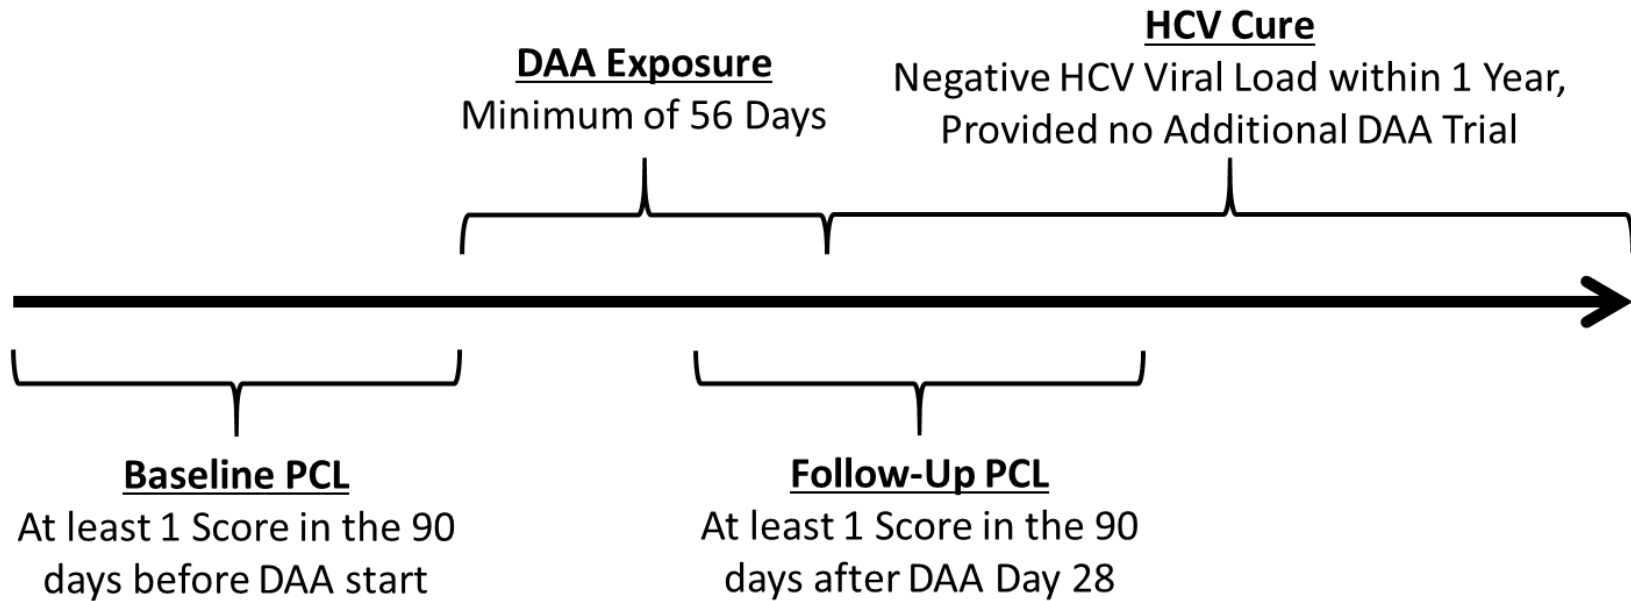 DAA Exposure
Minimum of 56 Days
HCV Cure
Negative HCV Viral Load within 1 Year,
Provided no Additional DAA Trial
Baseline PCL
At least 1 Score in the 90
days before DAA start
Follow-Up PCL
At least 1 Score in the 90
days after DAA Day 28